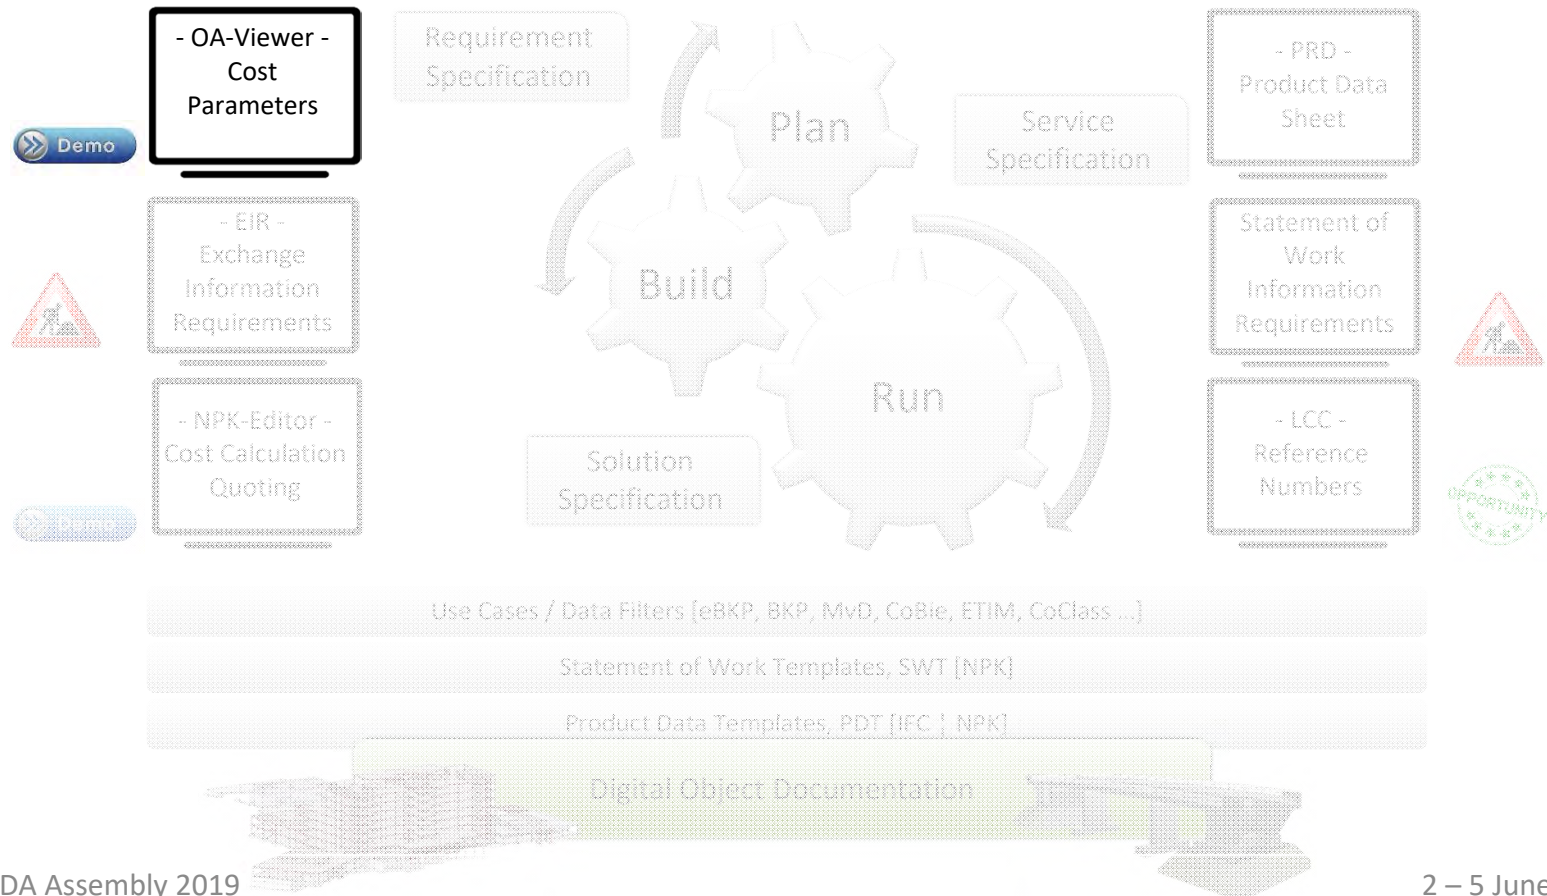 - OA-Viewer -
Cost
Parameters
Demo
- EIR -
Exchange
Information
Requirements
- NPK-Editor -
Cost Calculation
Quoting
Demo
Requirement
Specification
Plan
Build
Run
Service
Specification
Solution
Specification
- PRD -
Product Data
Sheet
Statement of
Work
Information
Requirements
- LCC -
Reference
Numbers
OPPORTUNITY
Use Cases / Data Filters [eBKP, BKP, MvD, CoBie, ETIM, CoClass ...]
Statement of Work Templates, SWT [NPK]
Product Data Templates, PDT [IFC ¦ NPK]
Digital Object Documentation
DA Assembly 2019
2 – 5 June